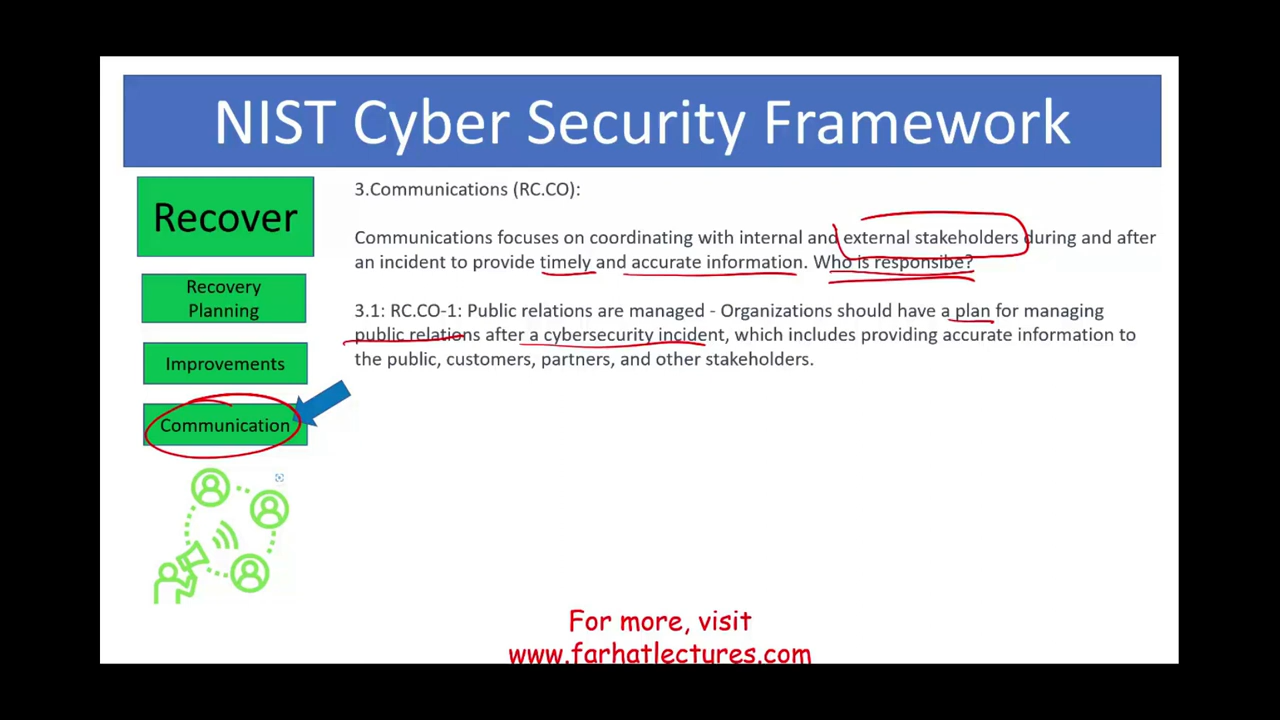 NIST Cyber Security Framework
Recover
Recovery
Planning
Improvements
Communication
3.Communications (RC.CO):
Communications focuses on coordinating with internal and external stakeholders during and after
an incident to provide timely and accurate information. Who is responsibe?
3.1: RC.CO-1: Public relations are managed - Organizations should have a plan for managing
public relations after a cybersecurity incident, which includes providing accurate information to
the public, customers, partners, and other stakeholders.
For more, visit
www.farhatlectures.com